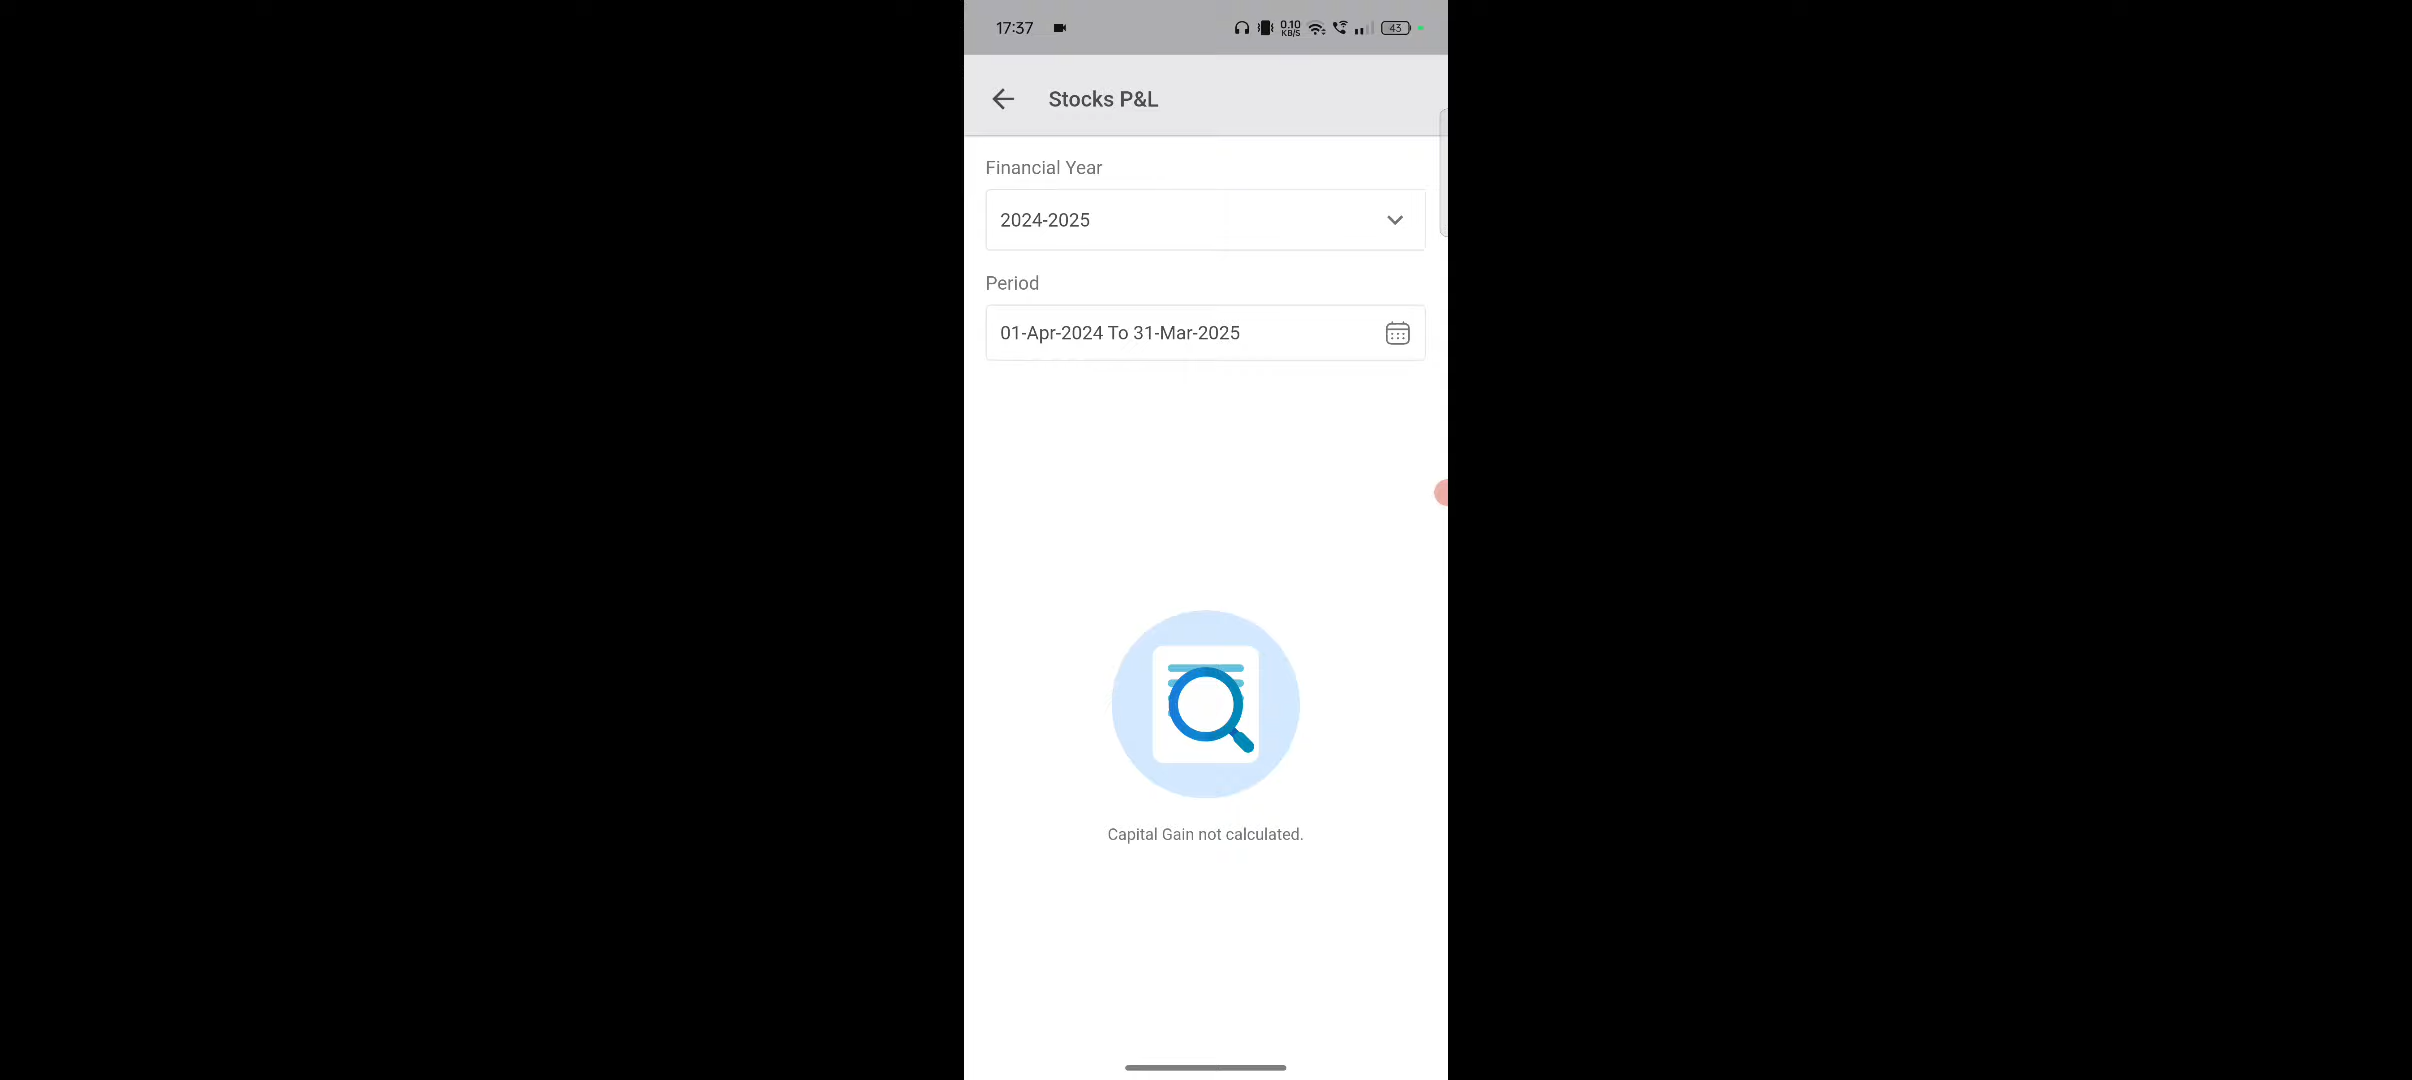 17:37
0.10
KB/S
43
Stocks P&L
Financial Year
2024-2025
Period
01-Apr-2024 To 31-Mar-2025
Capital Gain not calculated.